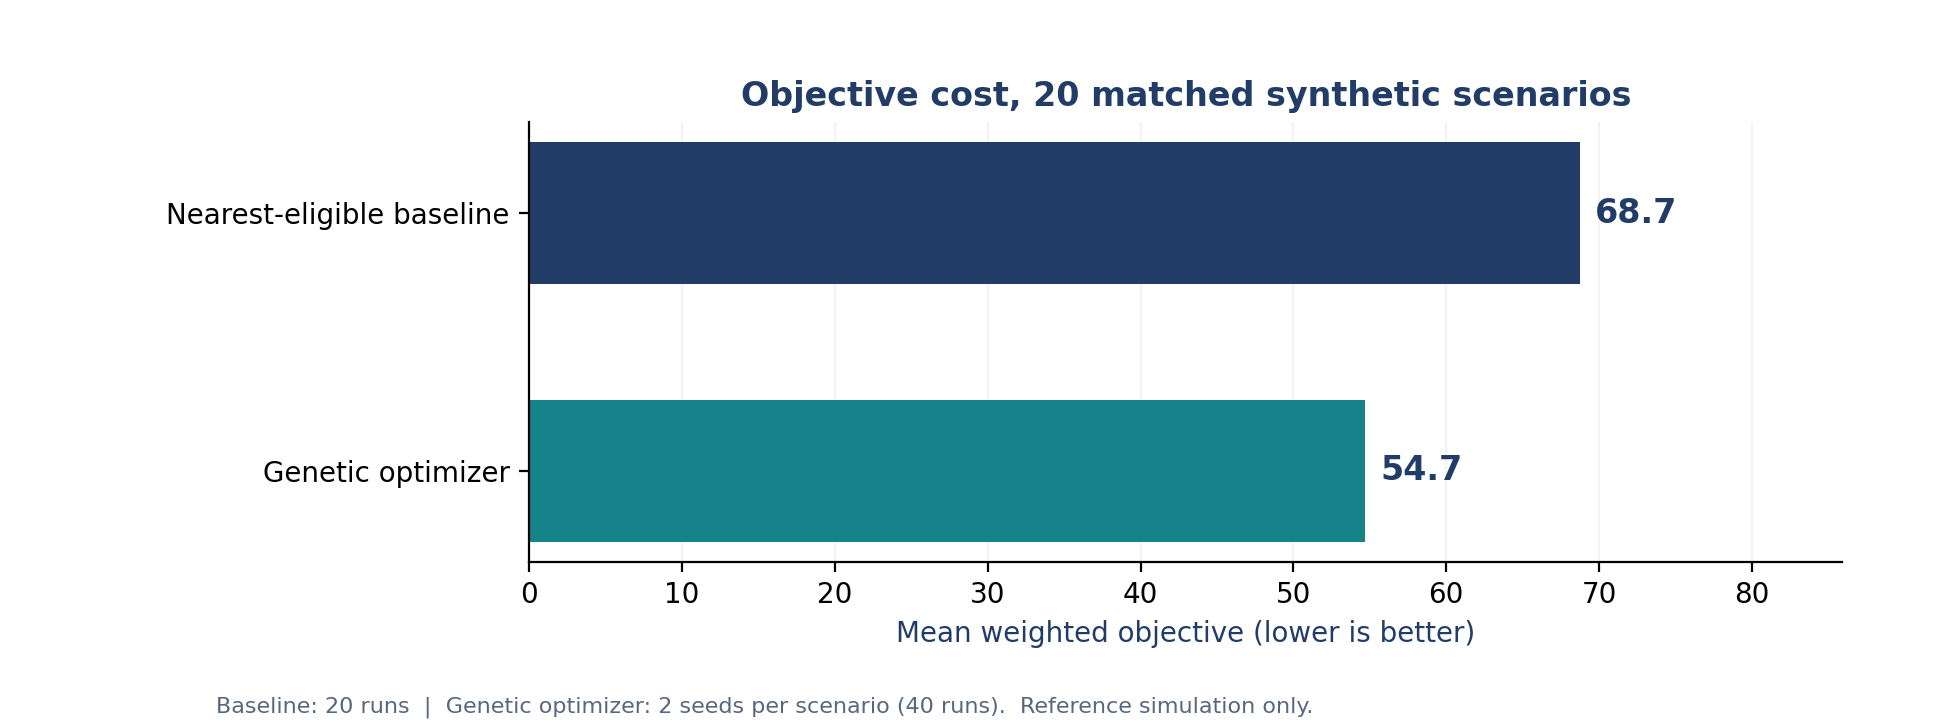 Objective cost, 20 matched synthetic scenarios
Nearest-eligible baseline
68.7
Genetic optimizer
54.7
0 10 20 30 40 50 60 70 80
Mean weighted objective (lower is better)
Baseline: 20 runs | Genetic optimizer: 2 seeds per scenario (40 runs). Reference simulation only.